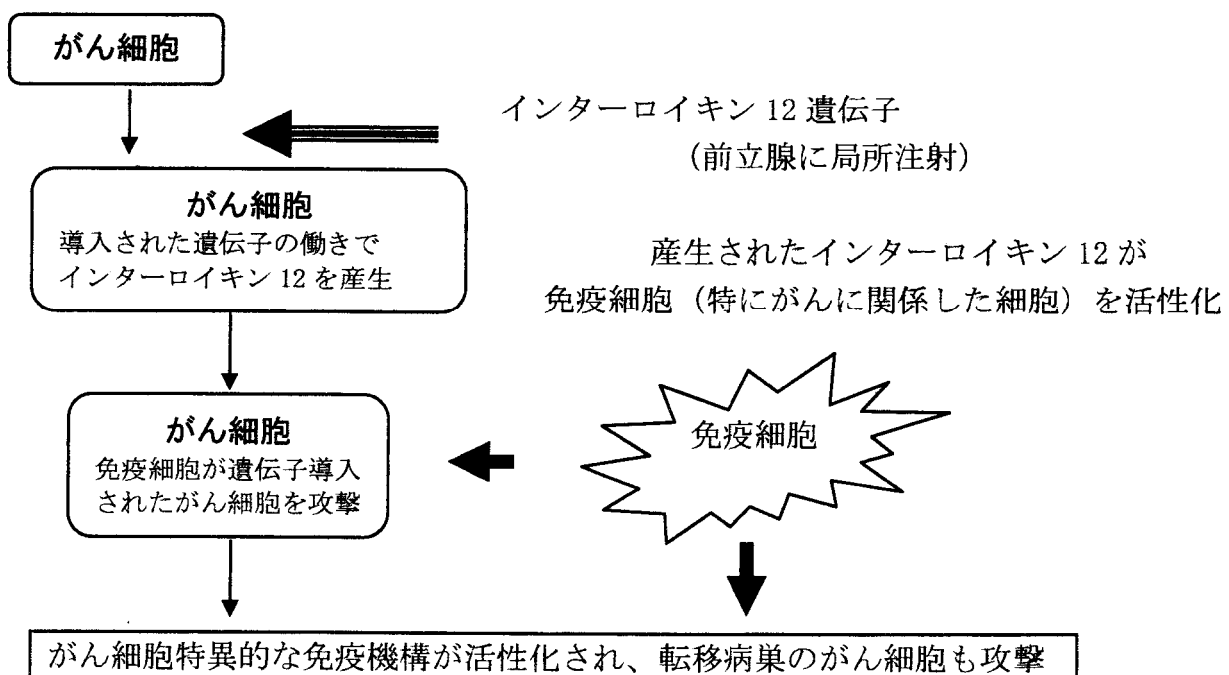 がん細胞
インターロイキン 12 遺伝子
(前立腺に局所注射)
がん細胞
導入された遺伝子の働きで
インターロイキン 12 を産生
産生されたインターロイキン 12 が
免疫細胞（特にがんに関係した細胞）を活性化
がん細胞
免疫細胞が遺伝子導入
されたがん細胞を攻撃
免疫細胞
がん細胞特異的な免疫機構が活性化され、転移病巣のがん細胞も攻撃